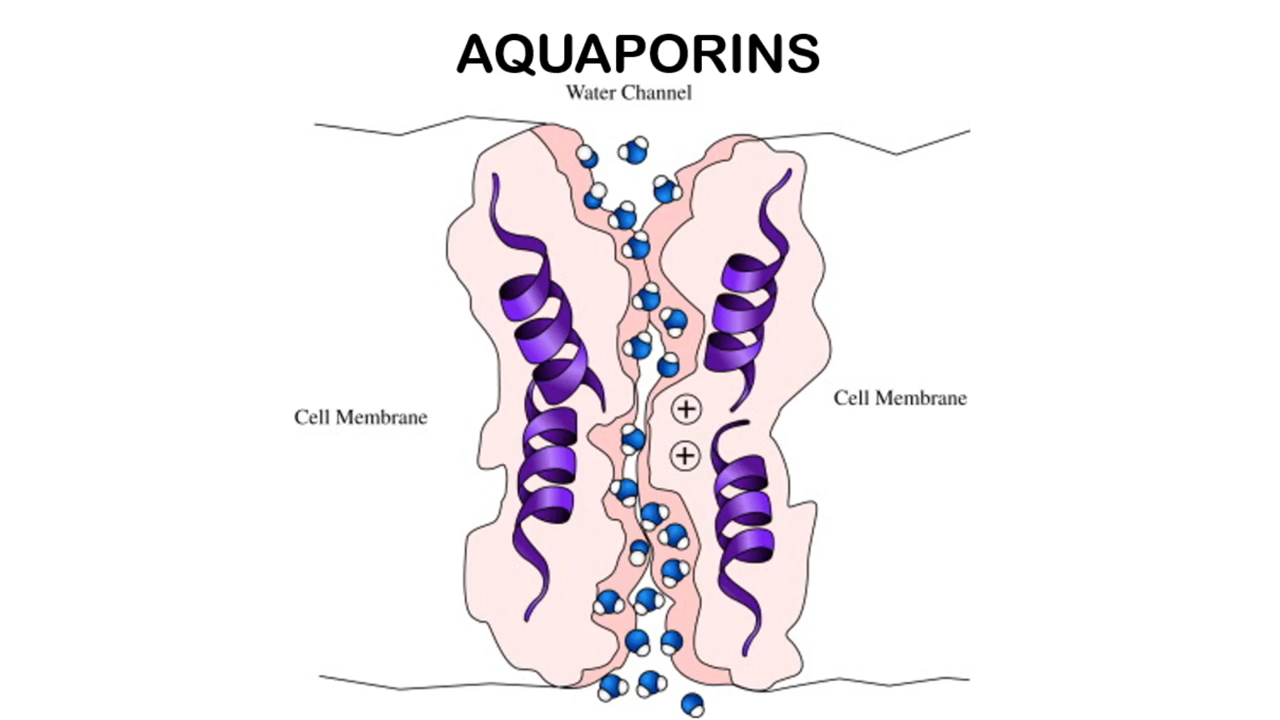 AQUAPORINS
Water Channel
Cell Membrane
Cell Membrane
+
+